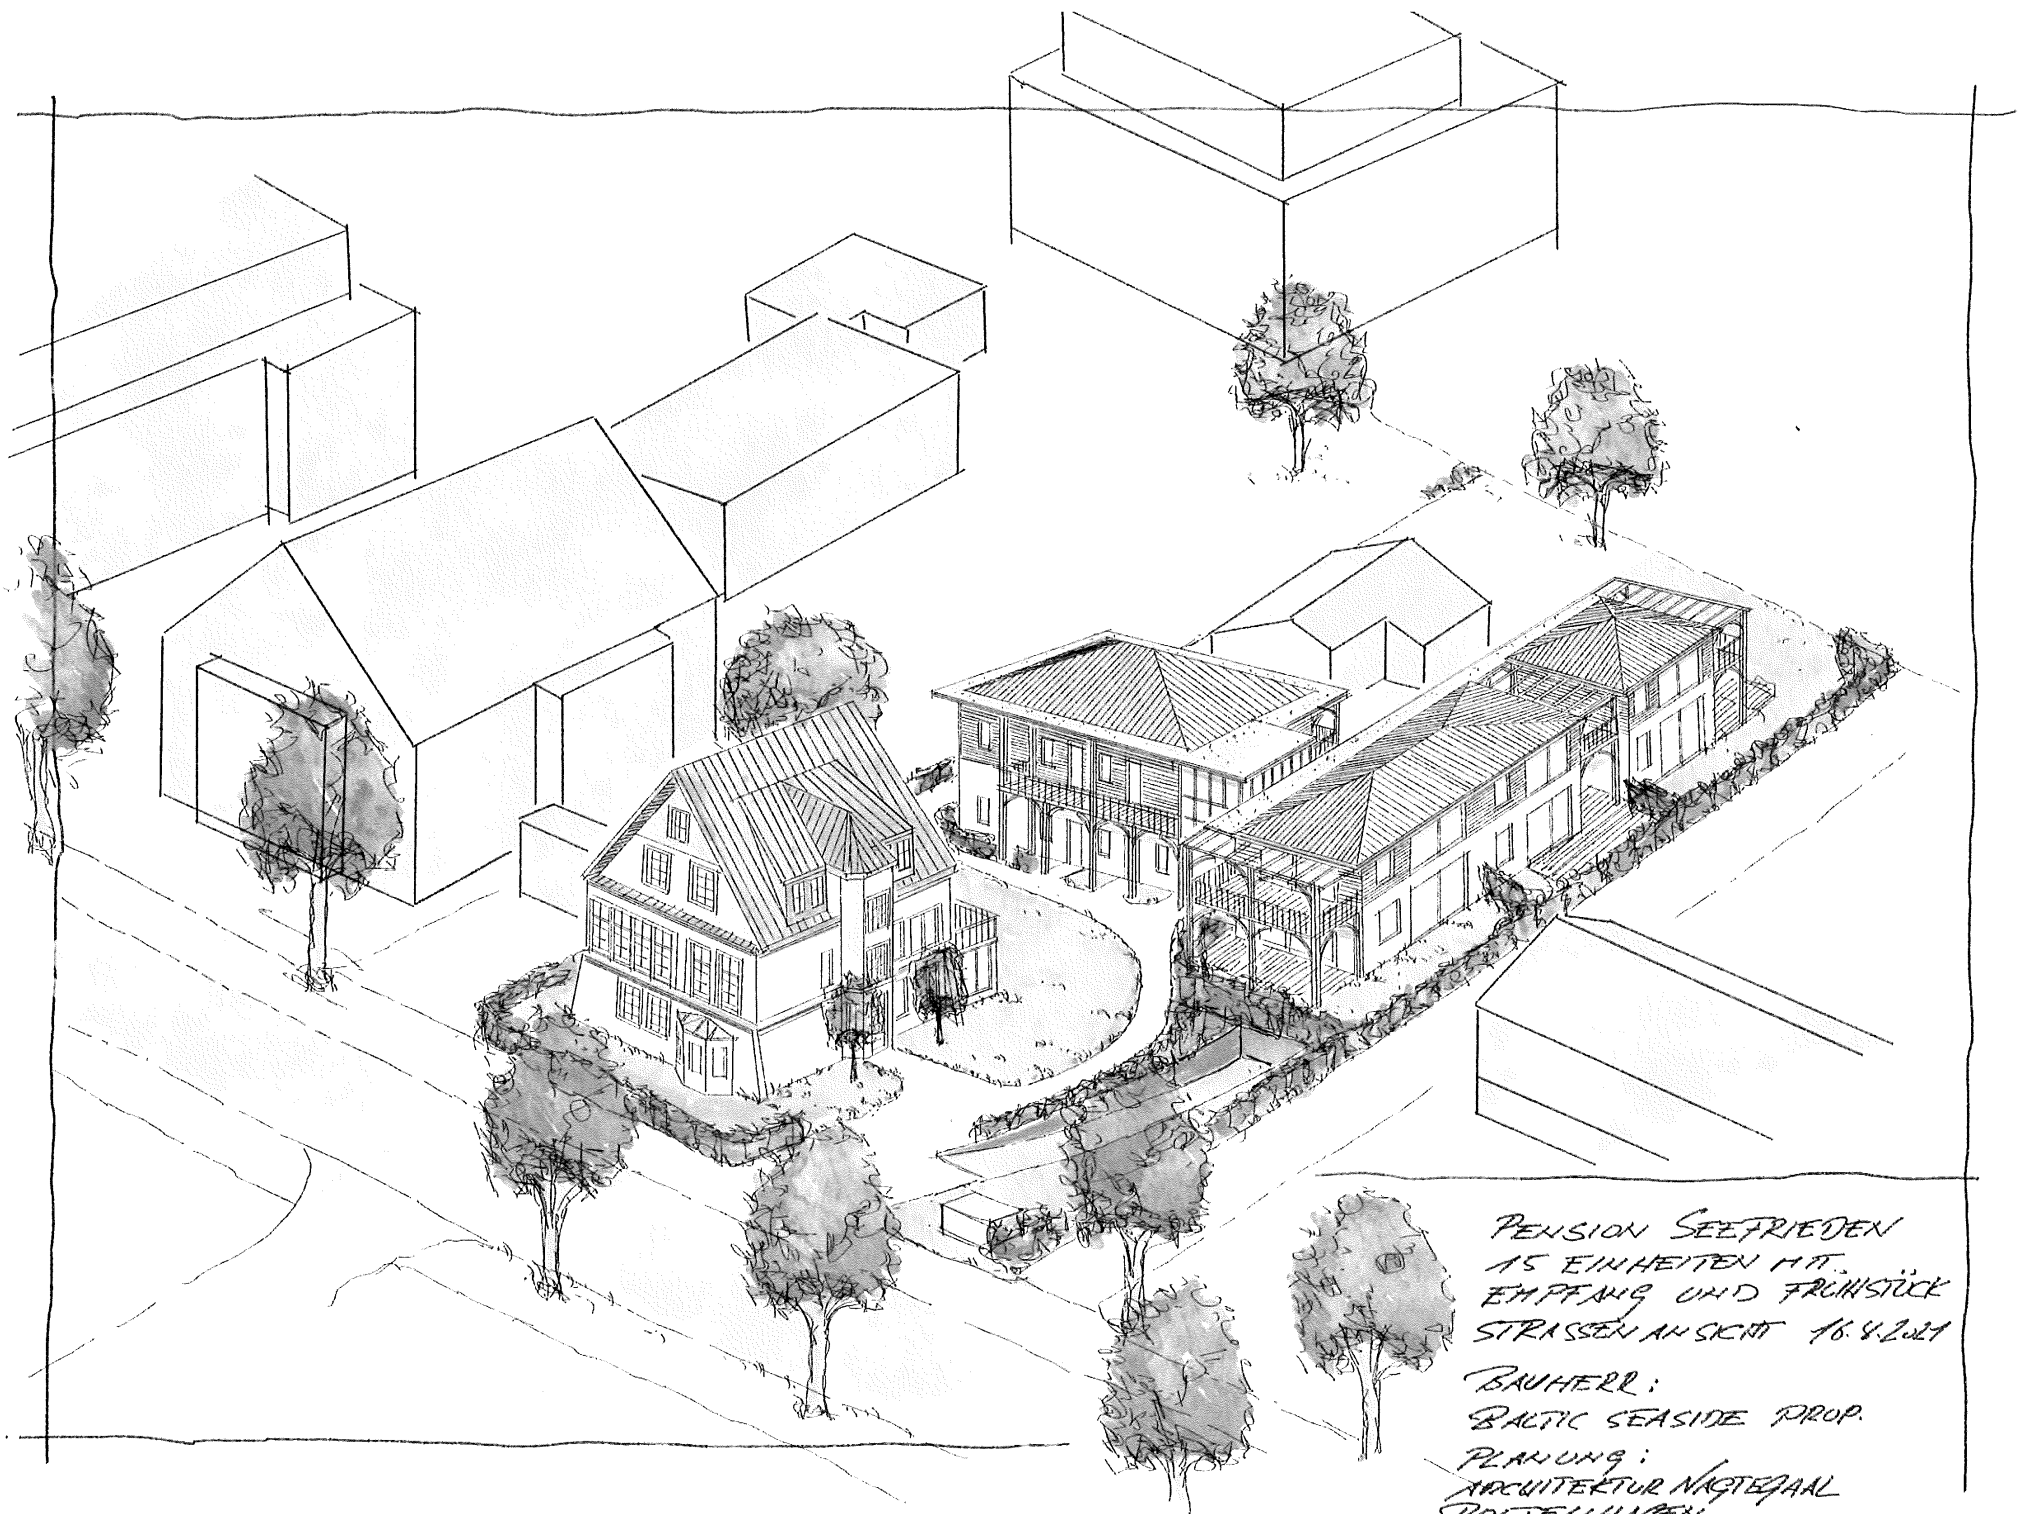 PENSION SEEFRIEDEN
15 EINHEITEN MIT
EMPFANG UND FRÜHSTÜCK
STRASSENANSICHT 16.8.2021
BAUHERR:
BALTIC SEASIDE PROP.
PLANUNG:
ARCHITEKTUR NAGTEGAAL